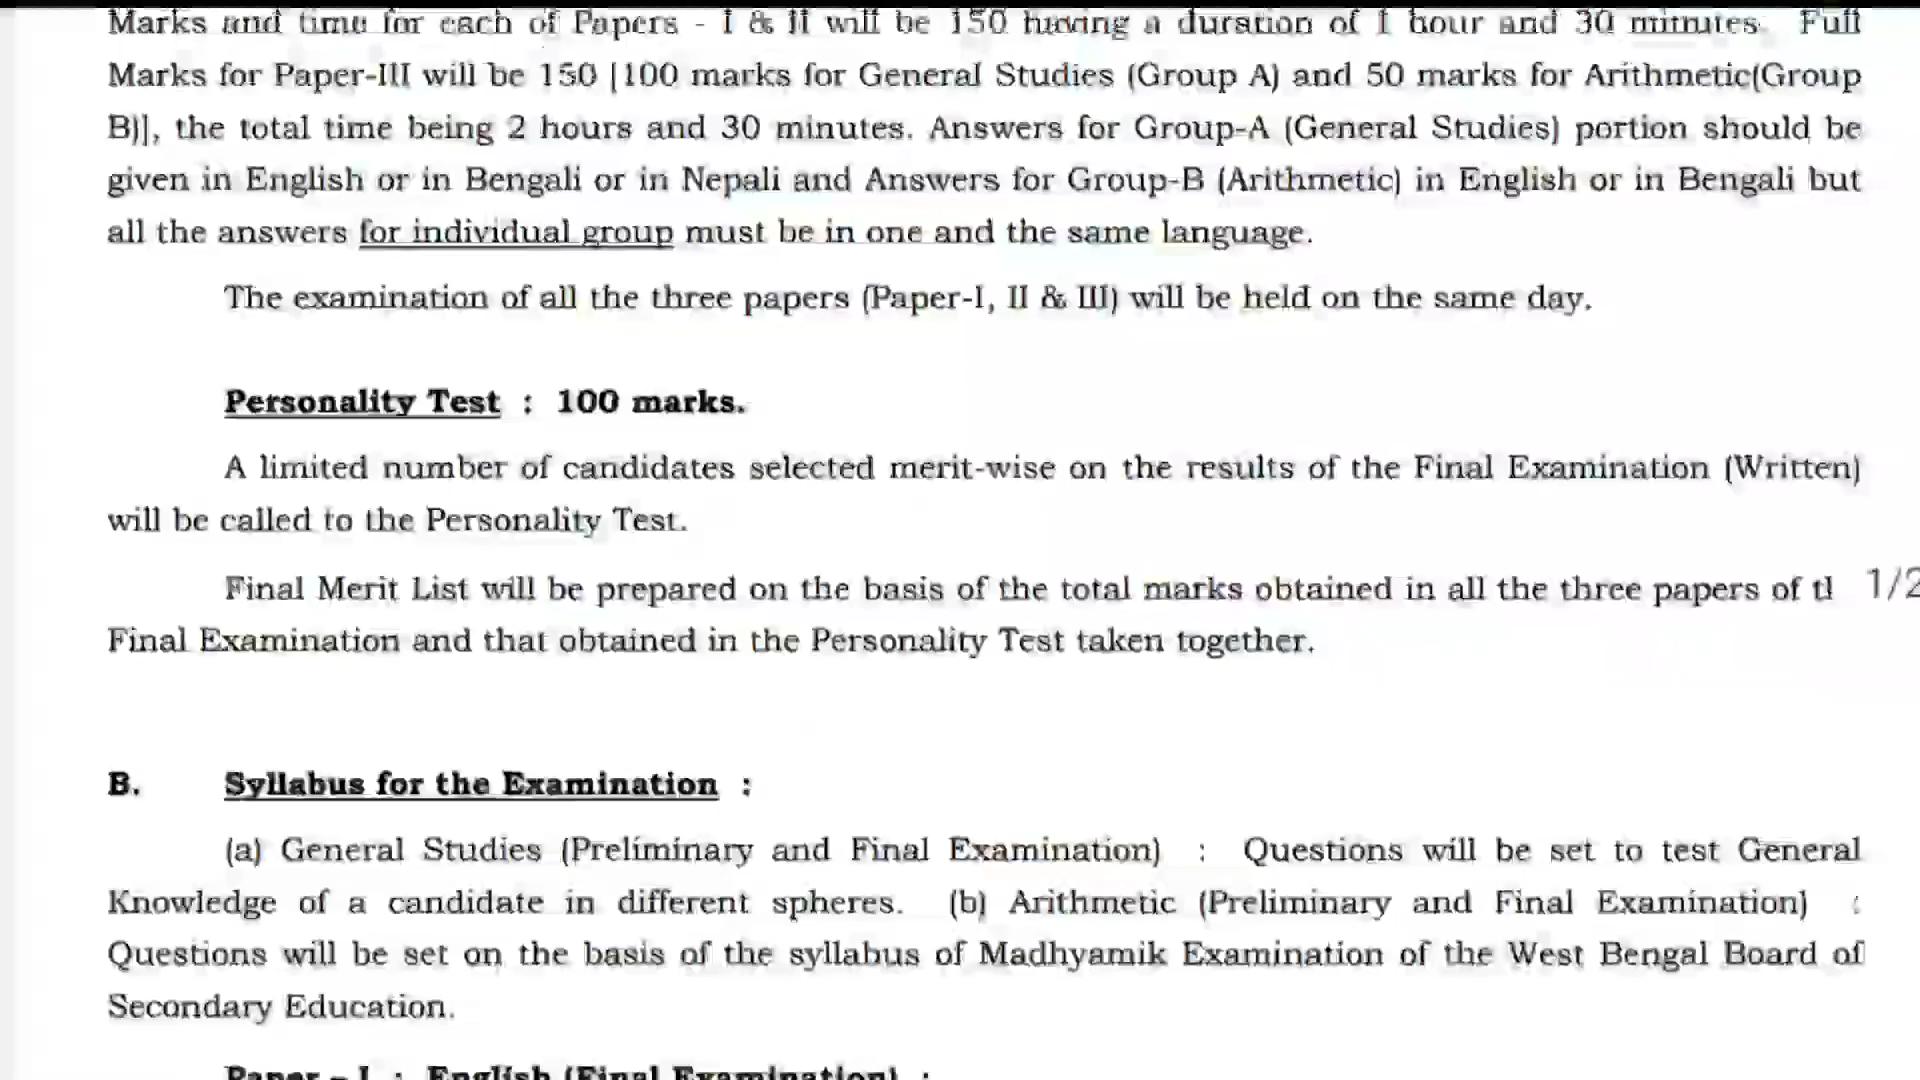 Marks and time for each of Papers - I & II will be 150 having a duration of 1 hour and 30 minutes. Full
Marks for Paper-III will be 150 [100 marks for General Studies (Group A) and 50 marks for Arithmetic(Group
B)], the total time being 2 hours and 30 minutes. Answers for Group-A (General Studies) portion should be
given in English or in Bengali or in Nepali and Answers for Group-B (Arithmetic) in English or in Bengali but
all the answers for individual group must be in one and the same language.
The examination of all the three papers (Paper-I, II & III) will be held on the same day.
Personality Test : 100 marks.
A limited number of candidates selected merit-wise on the results of the Final Examination (Written)
will be called to the Personality Test.
Final Merit List will be prepared on the basis of the total marks obtained in all the three papers of 1/2
Final Examination and that obtained in the Personality Test taken together.
B. Syllabus for the Examination :
(a) General Studies (Preliminary and Final Examination) : Questions will be set to test General
Knowledge of a candidate in different spheres. (b) Arithmetic (Preliminary and Final Examination) :
Questions will be set on the basis of the syllabus of Madhyamik Examination of the West Bengal Board of
Secondary Education.
Paper - I : English (Final Examination) :